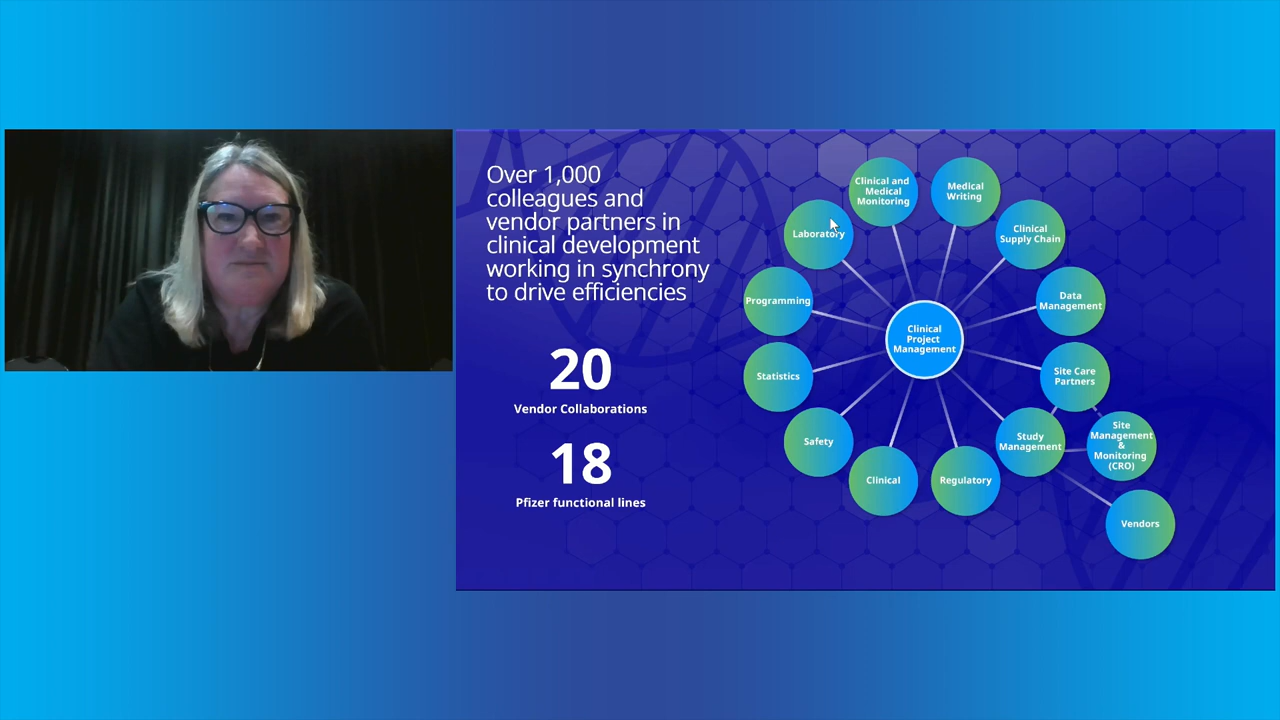 Over 1,000
colleagues and
vendor partners in
clinical development
working in synchrony
to drive efficiencies
20
Vendor Collaborations
18
Pfizer functional lines
Clinical and
Medical
Monitoring
Medical
Writing
Laboratory
Clinical
Supply Chain
Programming
Data
Management
Clinical
Project
Management
Statistics
Site Care
Partners
Safety
Study
Management
Site
Management
&
Monitoring
(CRO)
Clinical
Regulatory
Vendors